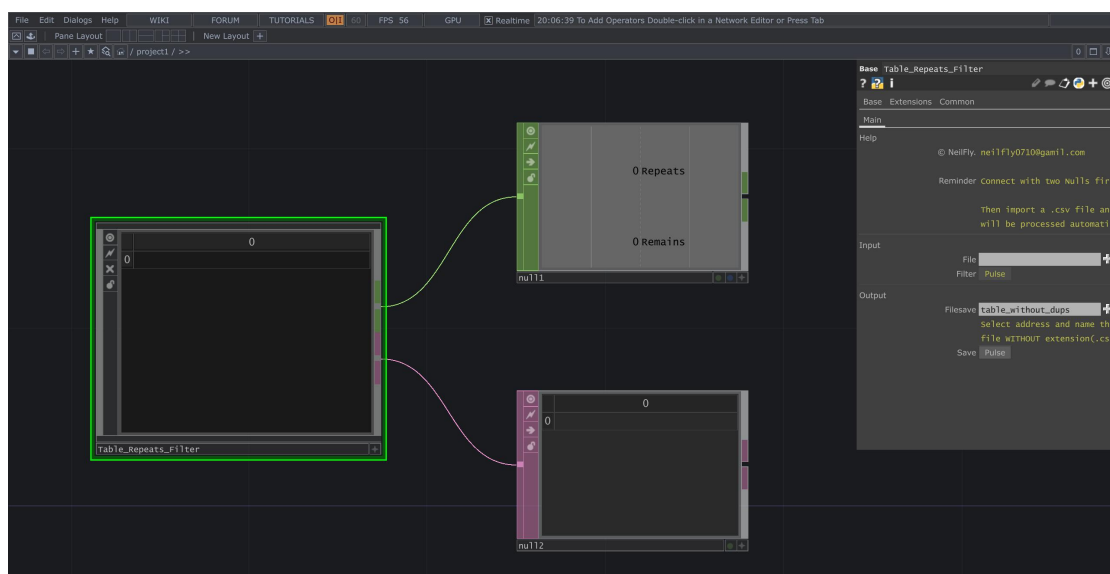 File Edit Dialogs Help WIKI FORUM TUTORIALS O|I 60 FPS 56 GPU X Realtime 20:06:39 To Add Operators Double-click in a Network Editor or Press Tab
Pane Layout New Layout +
/ project1 / >> 0
Base Table_Repeats_Filter
? ? i
Base Extensions Common
Main
Help
© NeilFly. neilfly0710@gamil.com
Reminder Connect with two Nulls fir
Then import a .csv file an
will be processed automati
Input
File
Filter Pulse
Output
Filesave table_without_dups
Select address and name th
file WITHOUT extension(.cs
Save Pulse
0 Repeats
0 Remains
null1
0
0
Table_Repeats_Filter
0
0
null2